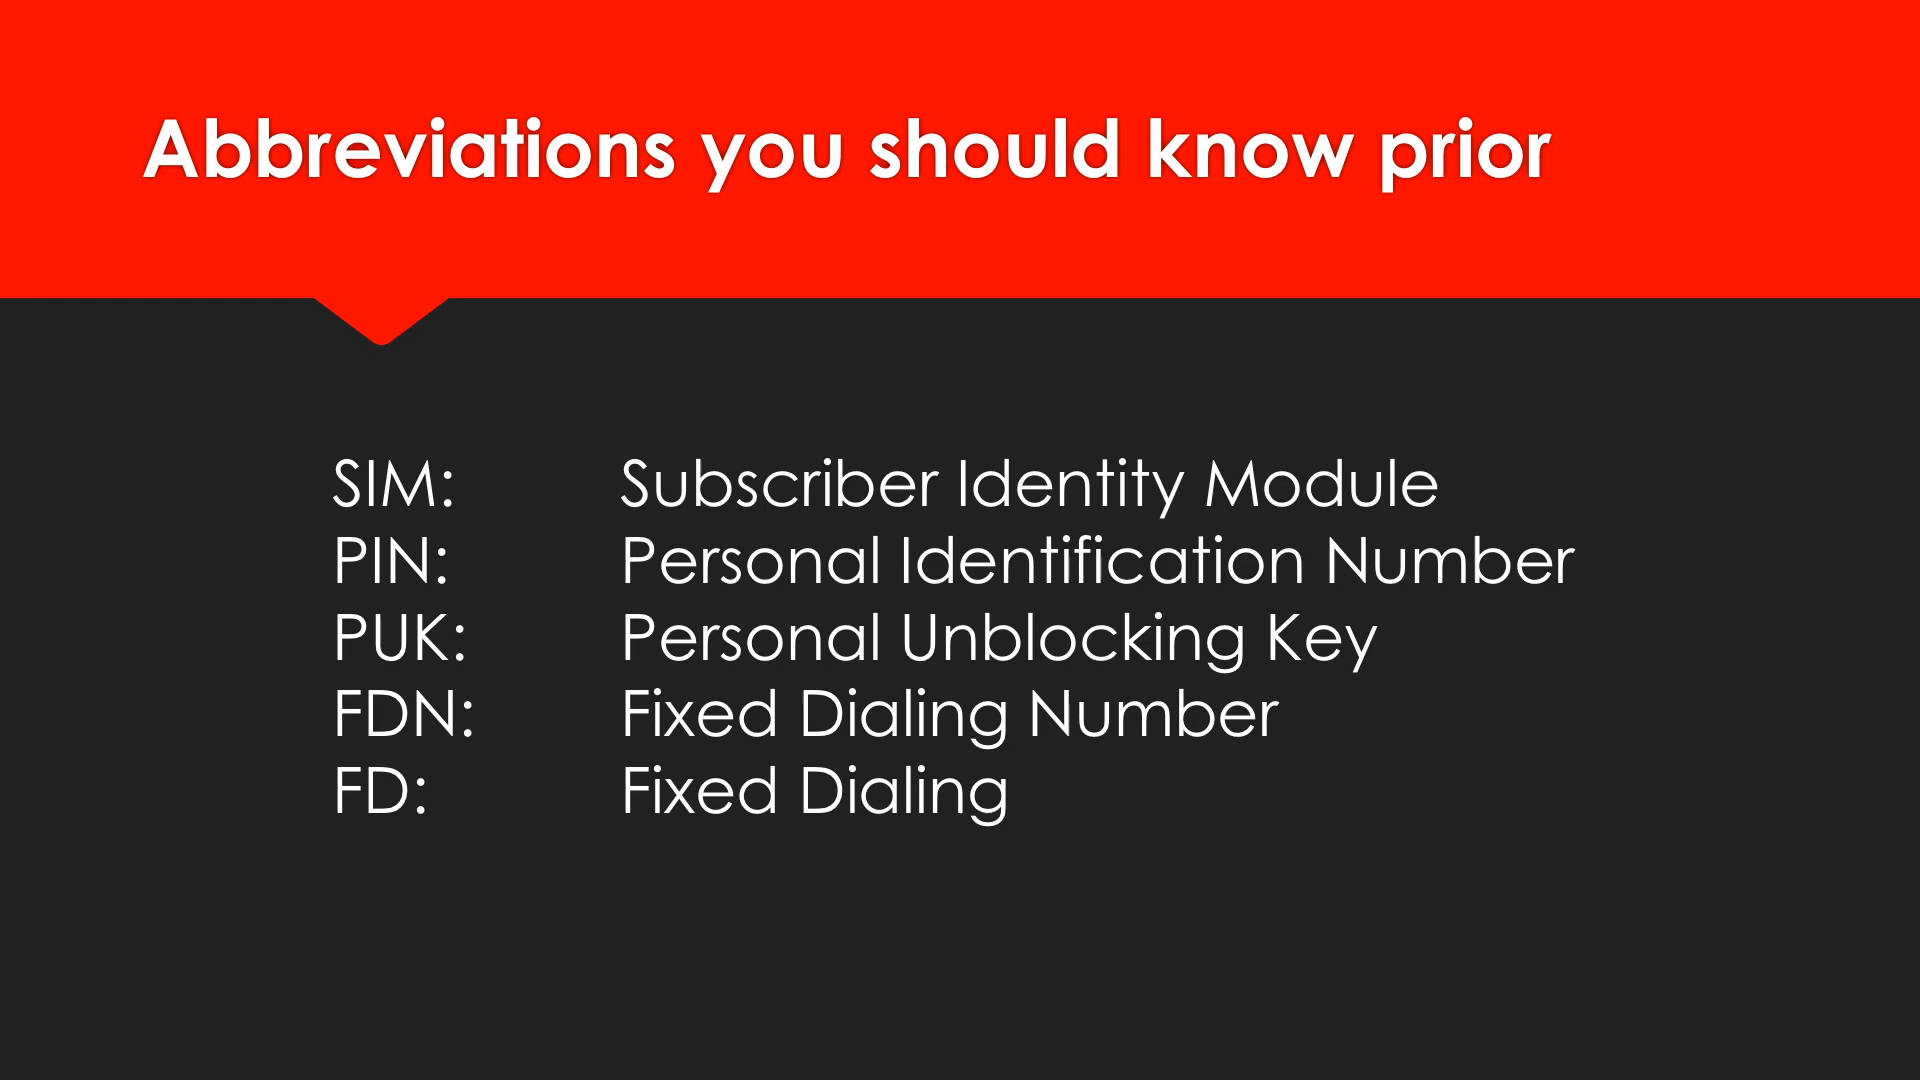 Abbreviations you should know prior
SIM: Subscriber Identity Module
PIN: Personal Identification Number
PUK: Personal Unblocking Key
FDN: Fixed Dialing Number
FD: Fixed Dialing